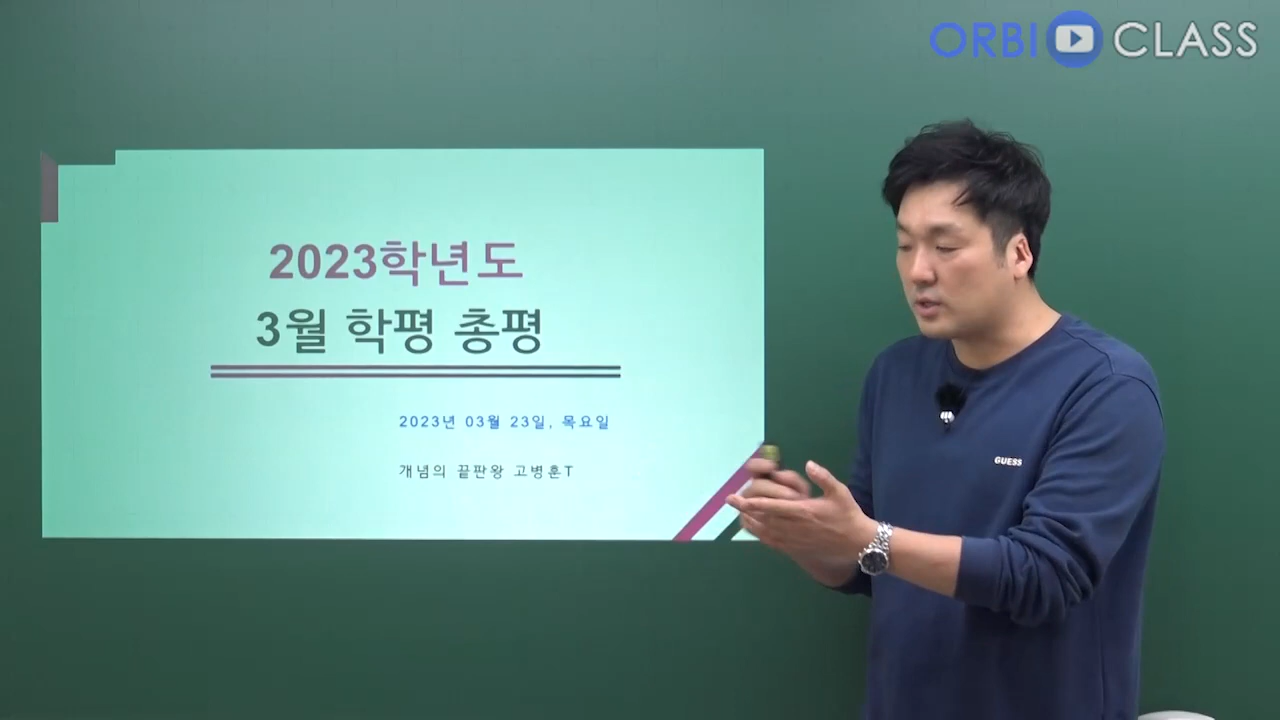 ORBI CLASS
2023학년도
3월 학평 총평
2023년 03월 23일, 목요일
개념의 끝판왕 고병훈T
GUESS